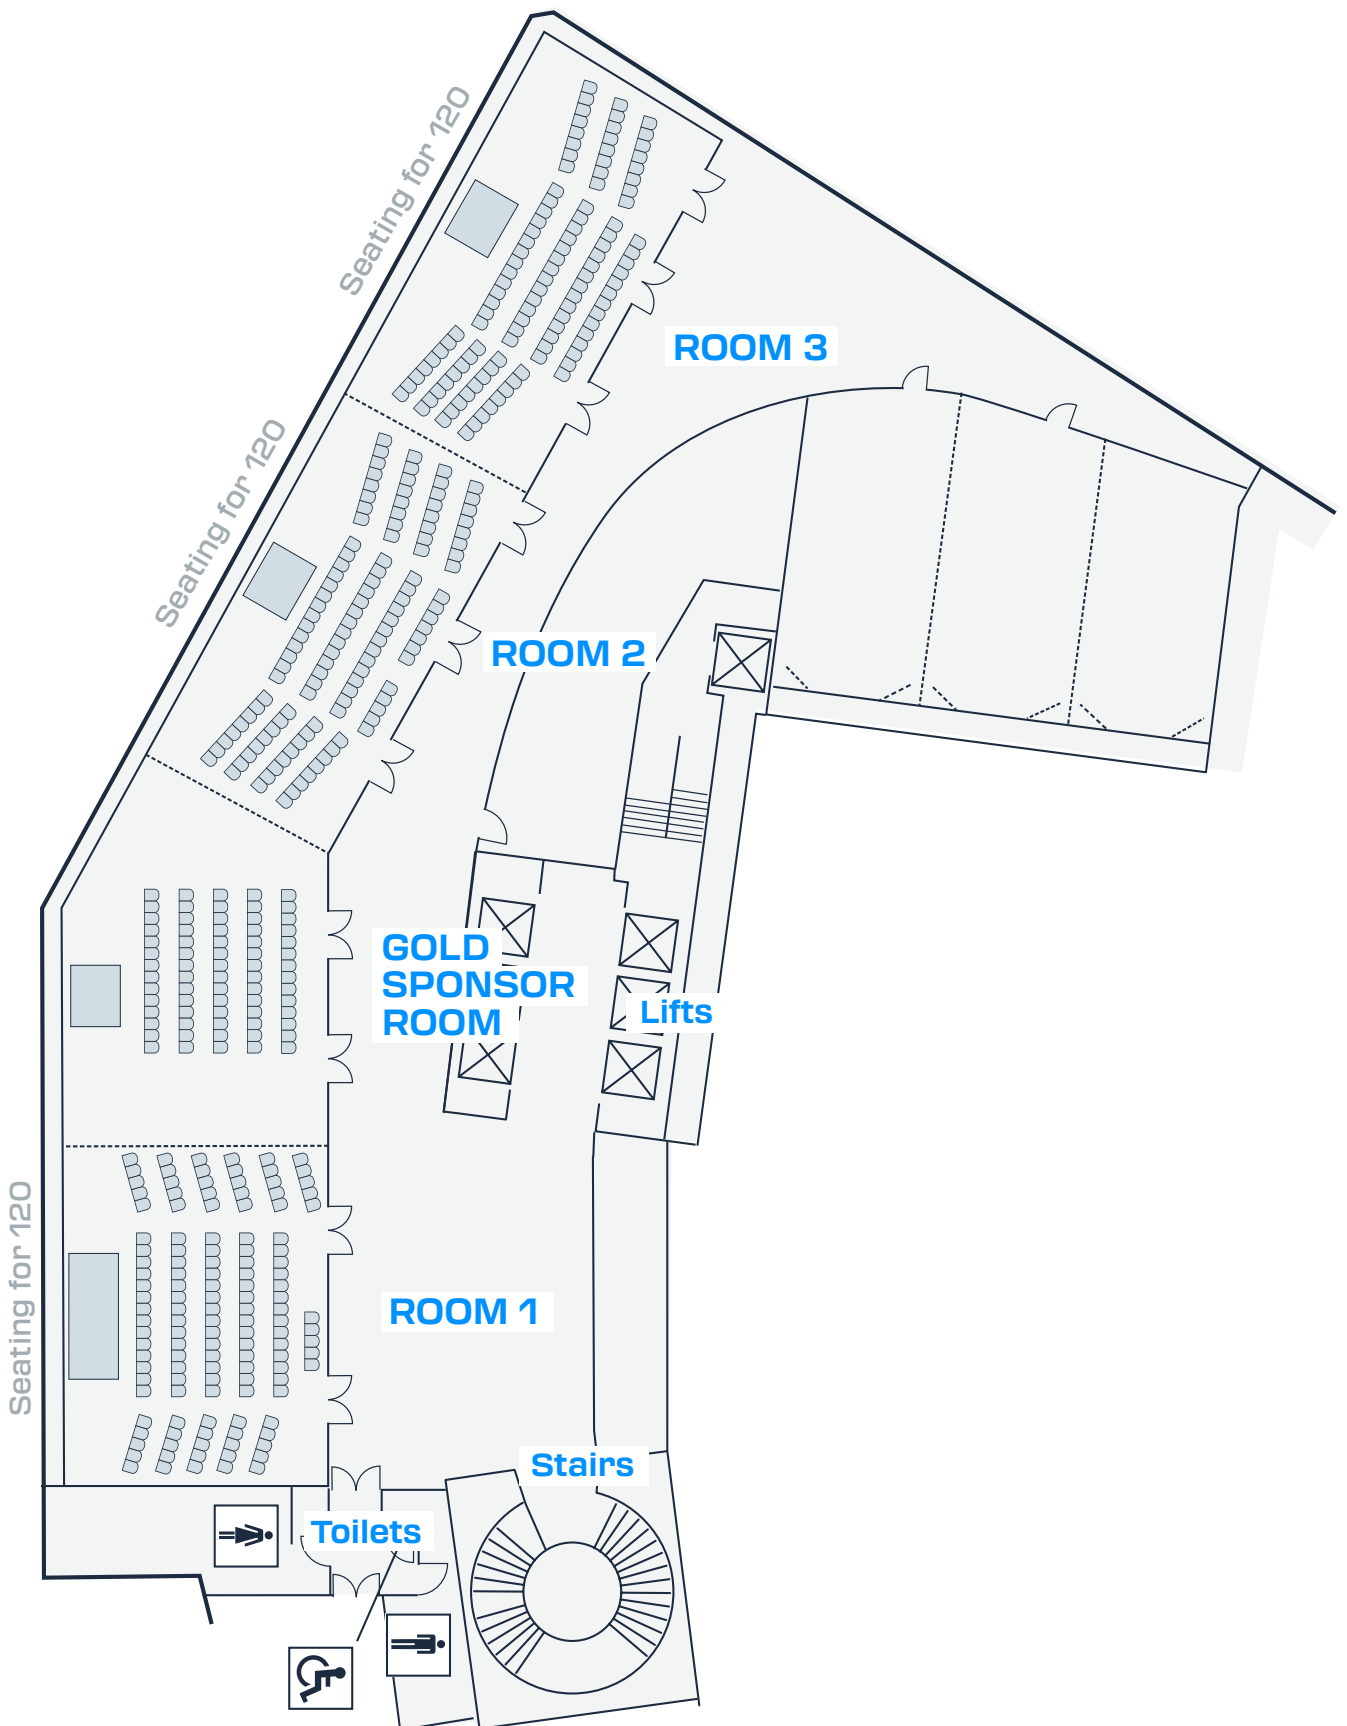 Seating for 120
ROOM 3
Seating for 120
ROOM 2
GOLD
SPONSOR
ROOM
Lifts
Seating for 120
ROOM 1
Stairs
Toilets